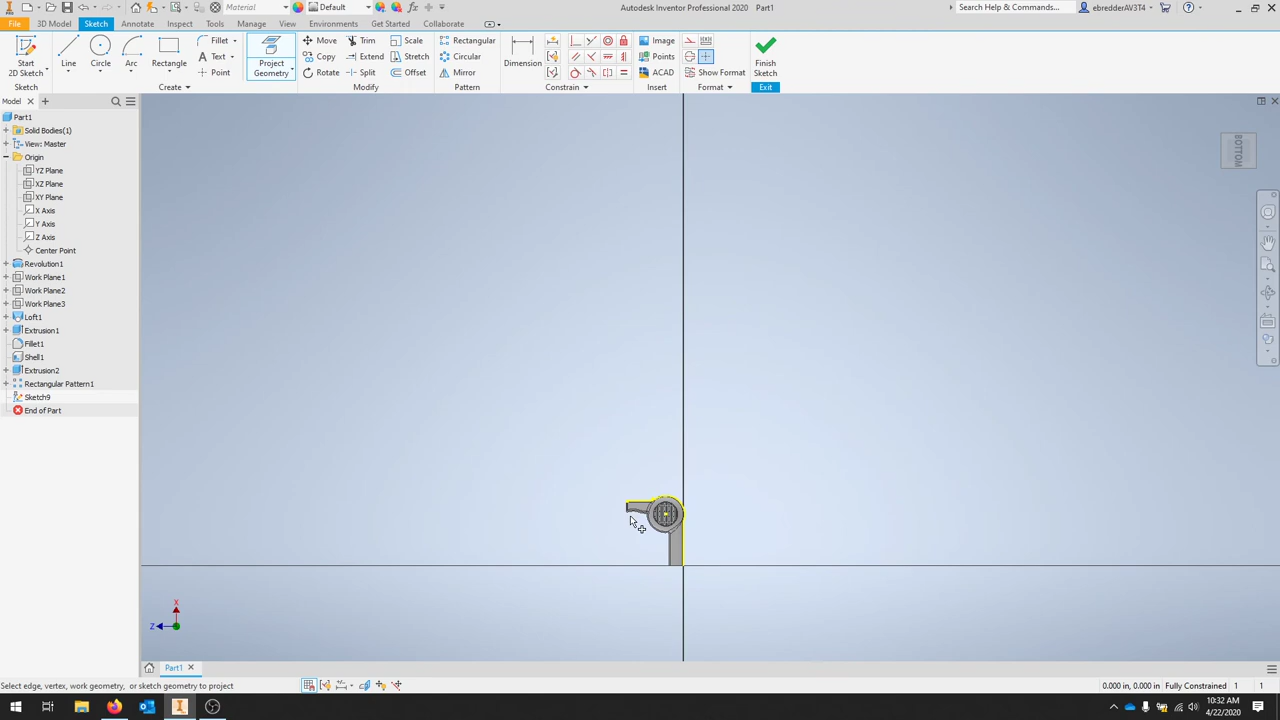 Material
Default
Autodesk Inventor Professional 2020
Part1
Search Help & Commands...
ebredderAV3T4
File
3D Model
Sketch
Annotate
Inspect
Tools
Manage
View
Environments
Get Started
Collaborate
Start
2D Sketch
Line
Circle
Arc
Rectangle
Fillet
Text
Point
Project
Geometry
Move
Copy
Rotate
Trim
Extend
Split
Scale
Stretch
Offset
Rectangular
Circular
Mirror
Dimension
Image
Points
ACAD
Show Format
Finish
Sketch
Sketch
Create
Modify
Pattern
Constrain
Insert
Format
Exit
Model
Part1
Solid Bodies(1)
View: Master
Origin
YZ Plane
XZ Plane
XY Plane
X Axis
Y Axis
Z Axis
Center Point
Revolution1
Work Plane1
Work Plane2
Work Plane3
Loft1
Extrusion1
Fillet1
Shell1
Extrusion2
Rectangular Pattern1
Sketch9
End of Part
BOTTOM
X
Z
Part1
Select edge, vertex, work geometry, or sketch geometry to project
0.000 in, 0.000 in
Fully Constrained
1
1
10:32 AM
4/22/2020